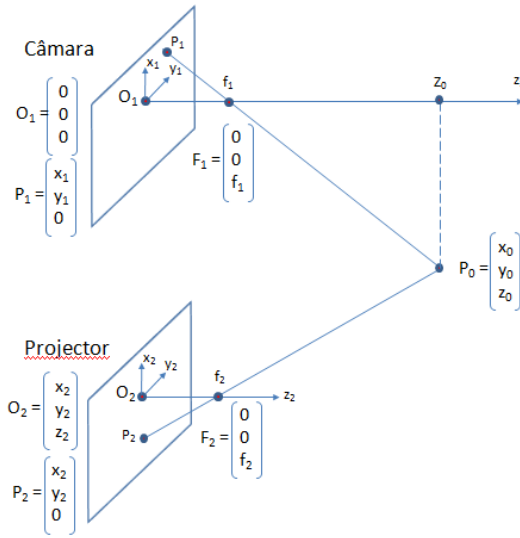 Câmara
P1
x1
y1
O1
f1
z0
z
O1 = (0
0
0)
P1 = (x1
y1
0)
F1 = (0
0
f1)
P0 = (x0
y0
z0)
Projector
x2
y2
O2
f2
z2
P2
O2 = (x2
y2
z2)
P2 = (x2
y2
0)
F2 = (0
0
f2)